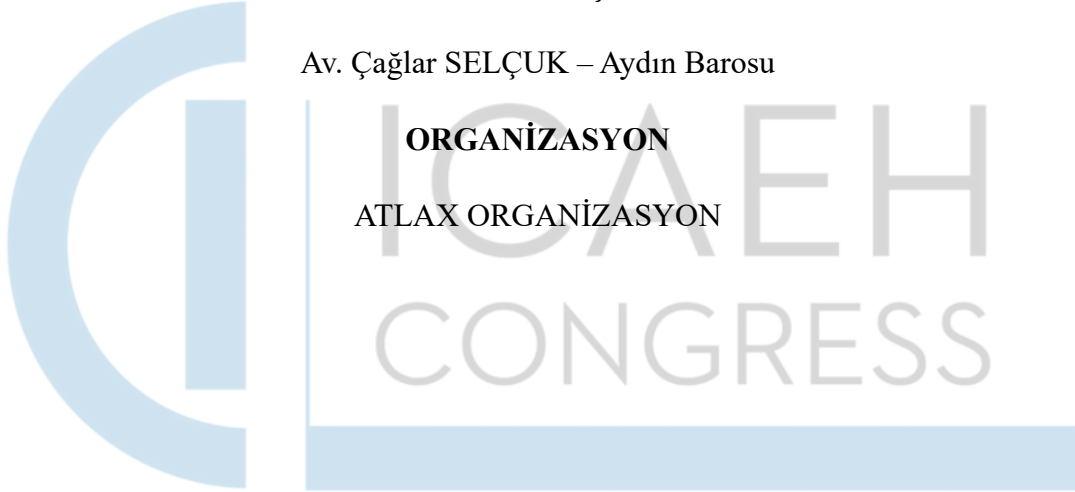 Av. Çağlar SELÇUK – Aydın Barosu
ORGANİZASYON
ATLAX ORGANİZASYON
ICAEH
CONGRESS